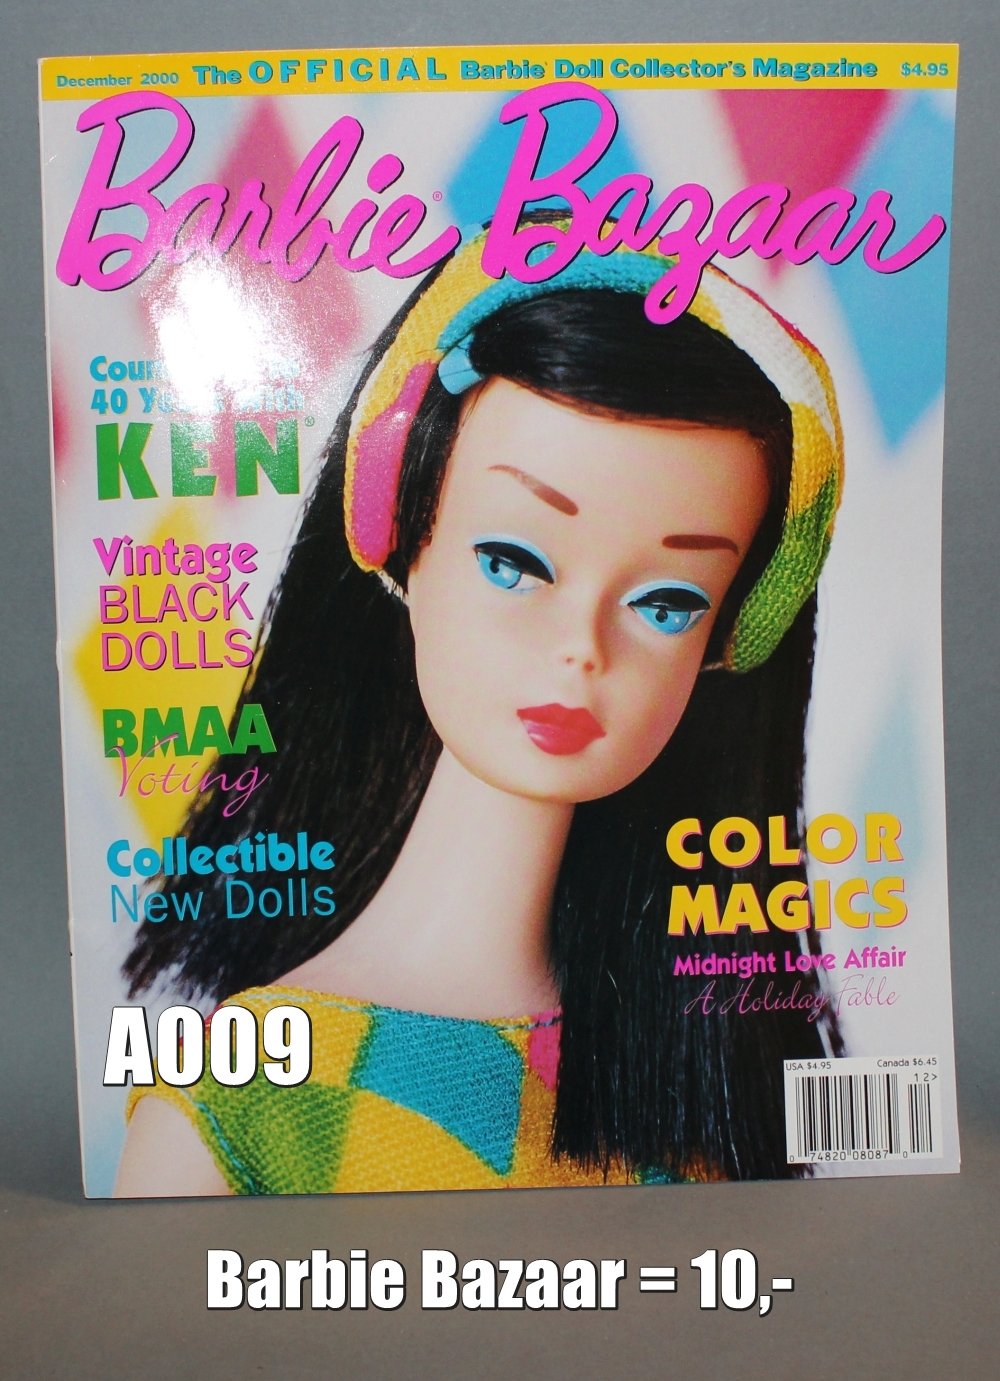 December 2000 The OFFICIAL Barbie® Doll Collector's Magazine $4.95
Barbie® Bazaar
40
KEN®
Vintage
BLACK
DOLLS
BMAA
Voting
Collectible
New Dolls
COLOR
MAGICS
Midnight Love Affair
A Holiday Fable
A009
USA $4.95 Canada $6.45
12>
0 74820 08087 0
Barbie Bazaar = 10,-